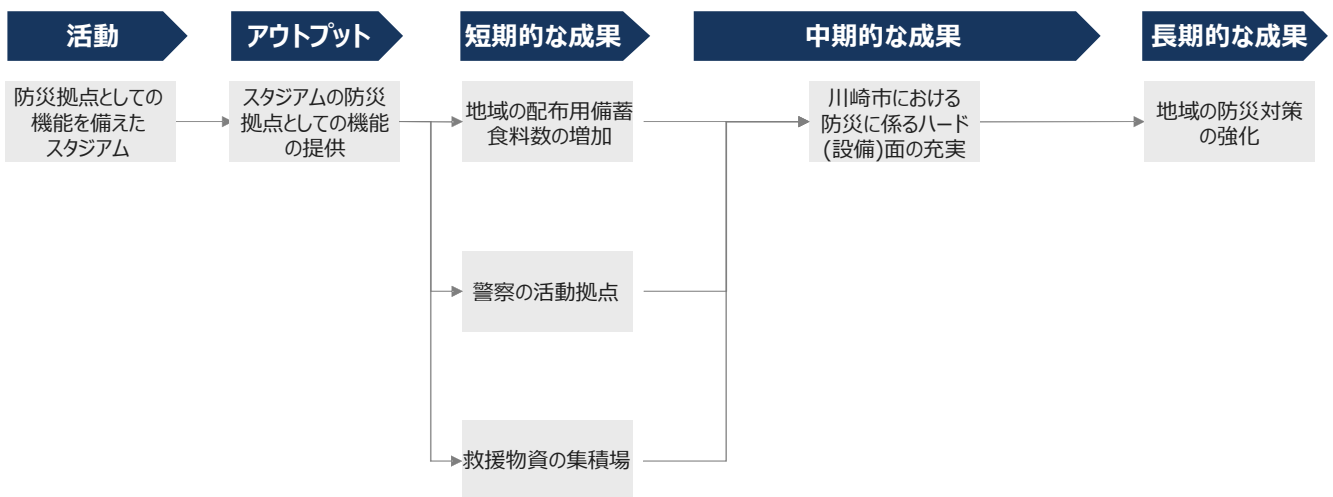 活動
アウトプット
短期的な成果
中期的な成果
長期的な成果
防災拠点としての
機能を備えた
スタジアム
スタジアムの防災
拠点としての機能
の提供
地域の配布用備蓄
食料数の増加
川崎市における
防災に係るハード
(設備)面の充実
地域の防災対策
の強化
警察の活動拠点
救援物資の集積場